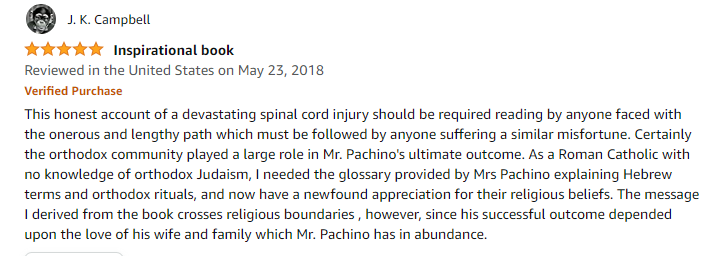 J. K. Campbell
Inspirational book
Reviewed in the United States on May 23, 2018
Verified Purchase
This honest account of a devastating spinal cord injury should be required reading by anyone faced with
the onerous and lengthy path which must be followed by anyone suffering a similar misfortune. Certainly
the orthodox community played a large role in Mr. Pachino's ultimate outcome. As a Roman Catholic with
no knowledge of orthodox Judaism, I needed the glossary provided by Mrs Pachino explaining Hebrew
terms and orthodox rituals, and now have a newfound appreciation for their religious beliefs. The message
I derived from the book crosses religious boundaries , however, since his successful outcome depended
upon the love of his wife and family which Mr. Pachino has in abundance.